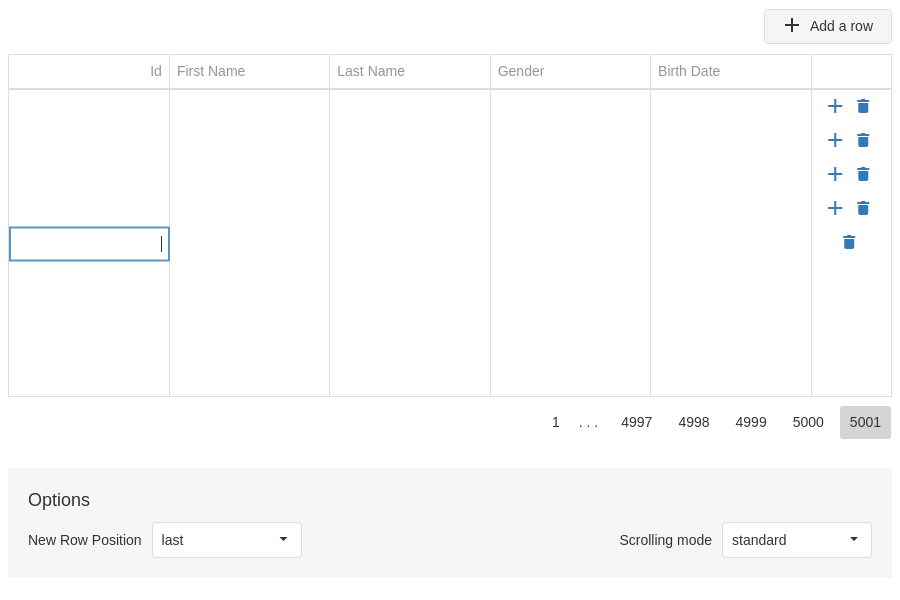 Add a row
Id First Name Last Name Gender Birth Date
1 . . . 4997 4998 4999 5000 5001
Options
New Row Position last Scrolling mode standard